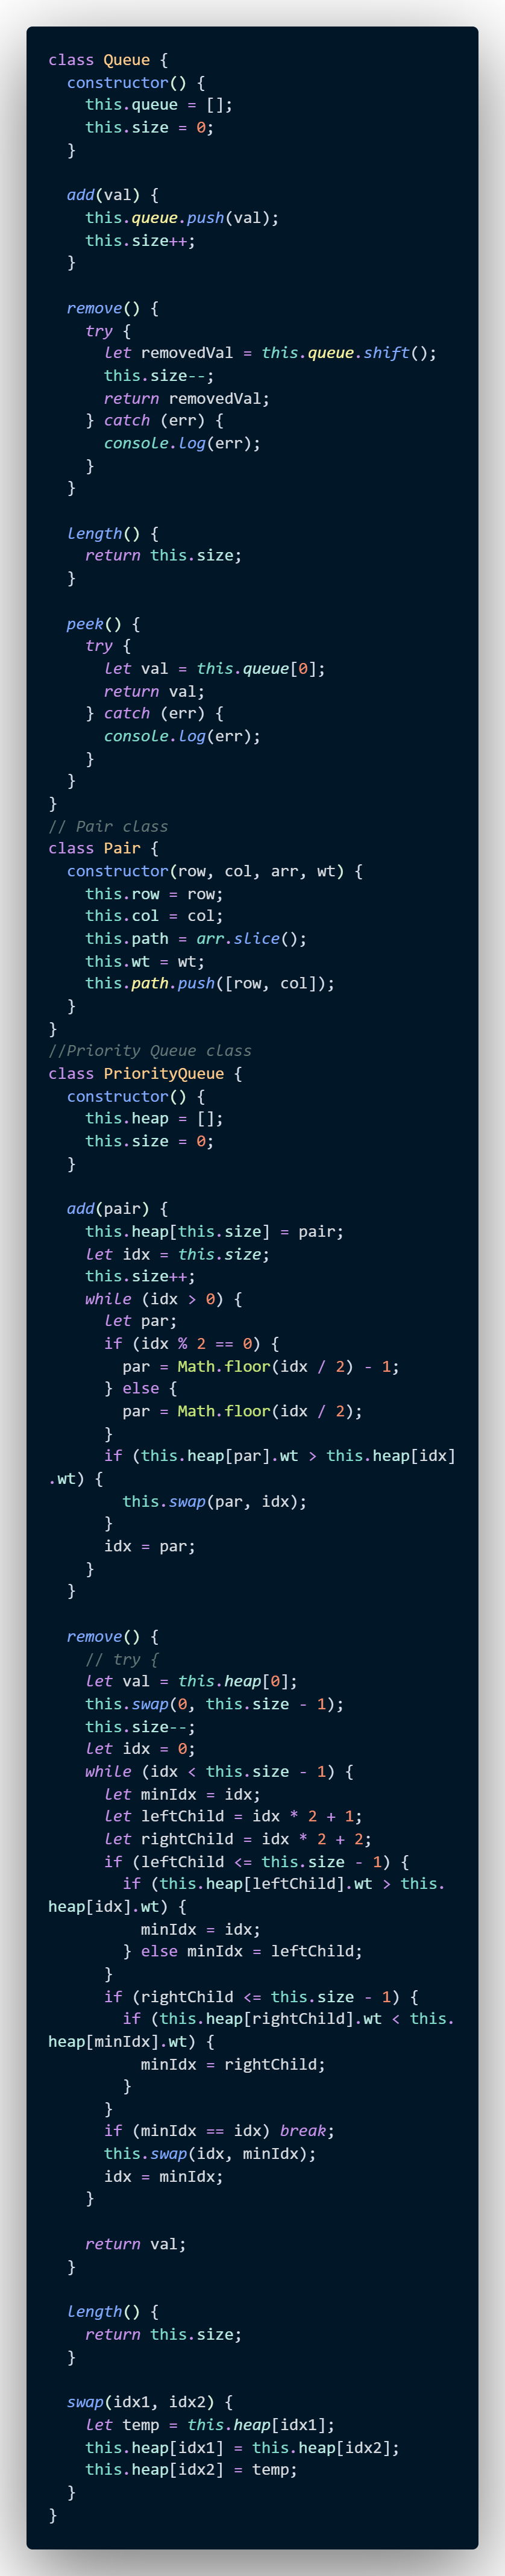 class Queue {
  constructor() {
    this.queue = [];
    this.size = 0;
  }

  add(val) {
    this.queue.push(val);
    this.size++;
  }

  remove() {
    try {
      let removedVal = this.queue.shift();
      this.size--;
      return removedVal;
    } catch (err) {
      console.log(err);
    }
  }

  length() {
    return this.size;
  }

  peek() {
    try {
      let val = this.queue[0];
      return val;
    } catch (err) {
      console.log(err);
    }
  }
}
// Pair class
class Pair {
  constructor(row, col, arr, wt) {
    this.row = row;
    this.col = col;
    this.path = arr.slice();
    this.wt = wt;
    this.path.push([row, col]);
  }
}
//Priority Queue class
class PriorityQueue {
  constructor() {
    this.heap = [];
    this.size = 0;
  }

  add(pair) {
    this.heap[this.size] = pair;
    let idx = this.size;
    this.size++;
    while (idx > 0) {
      let par;
      if (idx % 2 == 0) {
        par = Math.floor(idx / 2) - 1;
      } else {
        par = Math.floor(idx / 2);
      }
      if (this.heap[par].wt > this.heap[idx]
.wt) {
        this.swap(par, idx);
      }
      idx = par;
    }
  }

  remove() {
    // try {
    let val = this.heap[0];
    this.swap(0, this.size - 1);
    this.size--;
    let idx = 0;
    while (idx < this.size - 1) {
      let minIdx = idx;
      let leftChild = idx * 2 + 1;
      let rightChild = idx * 2 + 2;
      if (leftChild <= this.size - 1) {
        if (this.heap[leftChild].wt > this.
heap[idx].wt) {
          minIdx = idx;
        } else minIdx = leftChild;
      }
      if (rightChild <= this.size - 1) {
        if (this.heap[rightChild].wt < this.
heap[minIdx].wt) {
          minIdx = rightChild;
        }
      }
      if (minIdx == idx) break;
      this.swap(idx, minIdx);
      idx = minIdx;
    }

    return val;
  }

  length() {
    return this.size;
  }

  swap(idx1, idx2) {
    let temp = this.heap[idx1];
    this.heap[idx1] = this.heap[idx2];
    this.heap[idx2] = temp;
  }
}